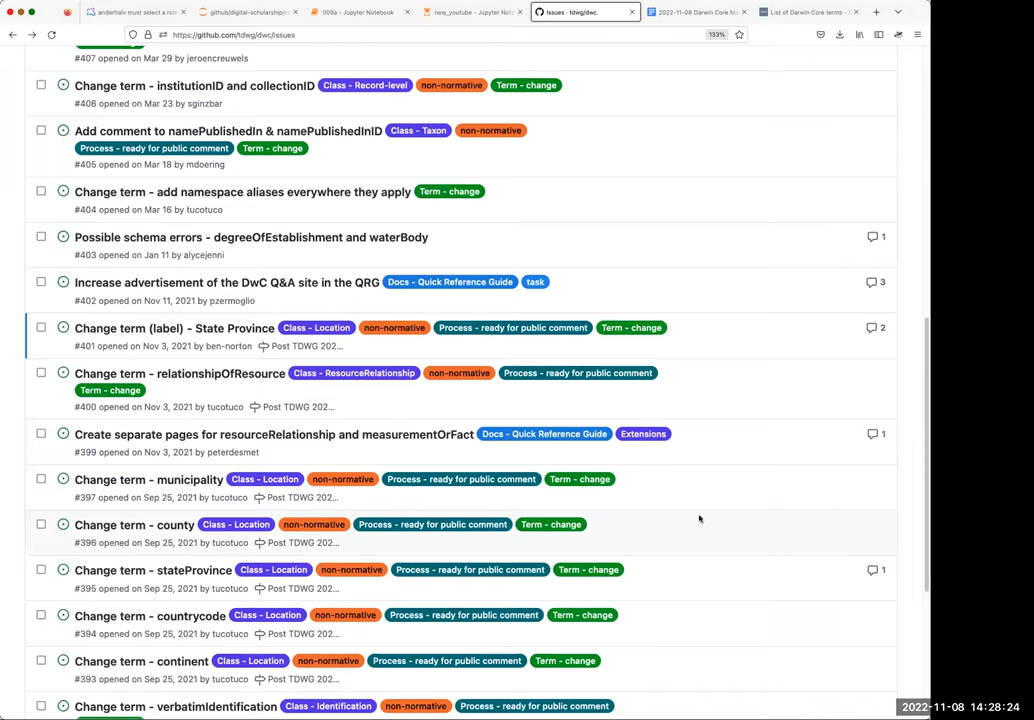 anderhalv must select a role
github/digital-scholarship/
009a - Jupyter Notebook
new_youtube - Jupyter Note
Issues · tdwg/dwc
2022-11-08 Darwin Core M
List of Darwin Core terms -
https://github.com/tdwg/dwc/issues
133%
#407 opened on Mar 29 by jeroencreuwels
Change term - institutionID and collectionID Class - Record-level non-normative Term - change
#406 opened on Mar 23 by sginzbar
Add comment to namePublishedIn & namePublishedInID Class - Taxon non-normative
Process - ready for public comment Term - change
#405 opened on Mar 18 by mdoering
Change term - add namespace aliases everywhere they apply Term - change
#404 opened on Mar 16 by tucotuco
Possible schema errors - degreeOfEstablishment and waterBody 1
#403 opened on Jan 11 by alycejenni
Increase advertisement of the DwC Q&A site in the QRG Docs - Quick Reference Guide task 3
#402 opened on Nov 11, 2021 by pzermoglio
Change term (label) - State Province Class - Location non-normative Process - ready for public comment Term - change 2
#401 opened on Nov 3, 2021 by ben-norton Post TDWG 202...
Change term - relationshipOfResource Class - ResourceRelationship non-normative Process - ready for public comment
Term - change
#400 opened on Nov 3, 2021 by tucotuco Post TDWG 202...
Create separate pages for resourceRelationship and measurementOrFact Docs - Quick Reference Guide Extensions 1
#399 opened on Nov 3, 2021 by peterdesmet
Change term - municipality Class - Location non-normative Process - ready for public comment Term - change
#397 opened on Sep 25, 2021 by tucotuco Post TDWG 202...
Change term - county Class - Location non-normative Process - ready for public comment Term - change
#396 opened on Sep 25, 2021 by tucotuco Post TDWG 202...
Change term - stateProvince Class - Location non-normative Process - ready for public comment Term - change 1
#395 opened on Sep 25, 2021 by tucotuco Post TDWG 202...
Change term - countrycode Class - Location non-normative Process - ready for public comment Term - change
#394 opened on Sep 25, 2021 by tucotuco Post TDWG 202...
Change term - continent Class - Location non-normative Process - ready for public comment Term - change
#393 opened on Sep 25, 2021 by tucotuco Post TDWG 202...
Change term - verbatimIdentification Class - Identification non-normative Process - ready for public comment
2022-11-08 14:28:24